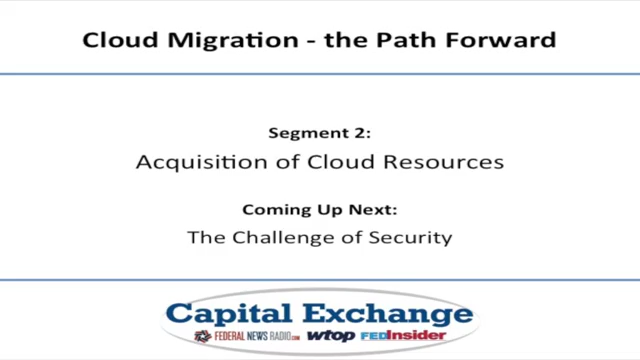 Cloud Migration - the Path Forward
Segment 2:
Acquisition of Cloud Resources
Coming Up Next:
The Challenge of Security
Capital Exchange
FEDERAL NEWS RADIO.COM wtop FEDInsider